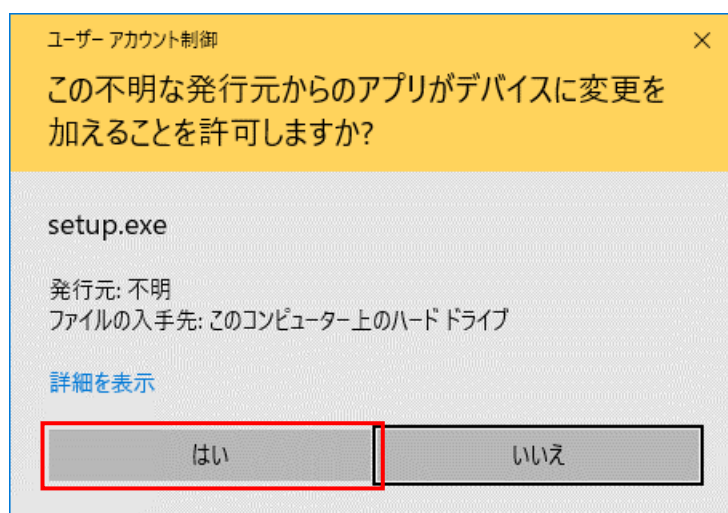 ユーザー アカウント制御
この不明な発行元からのアプリがデバイスに変更を
加えることを許可しますか?
setup.exe
発行元: 不明
ファイルの入手先: このコンピューター上のハード ドライブ
詳細を表示
はい
いいえ